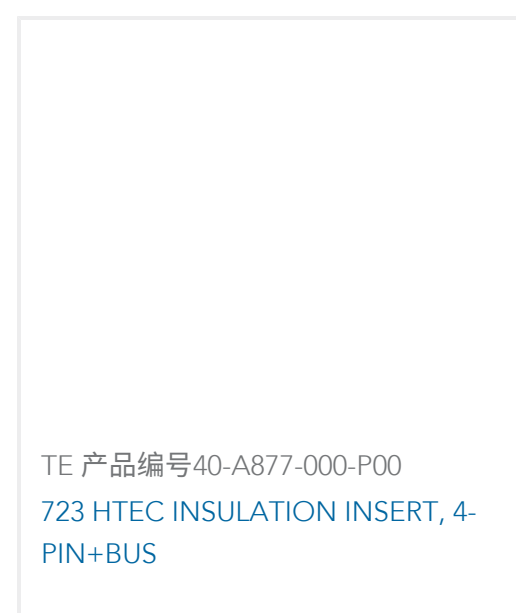 TE 产品编号40-A877-000-P00
723 HTEC INSULATION INSERT, 4-
PIN+BUS